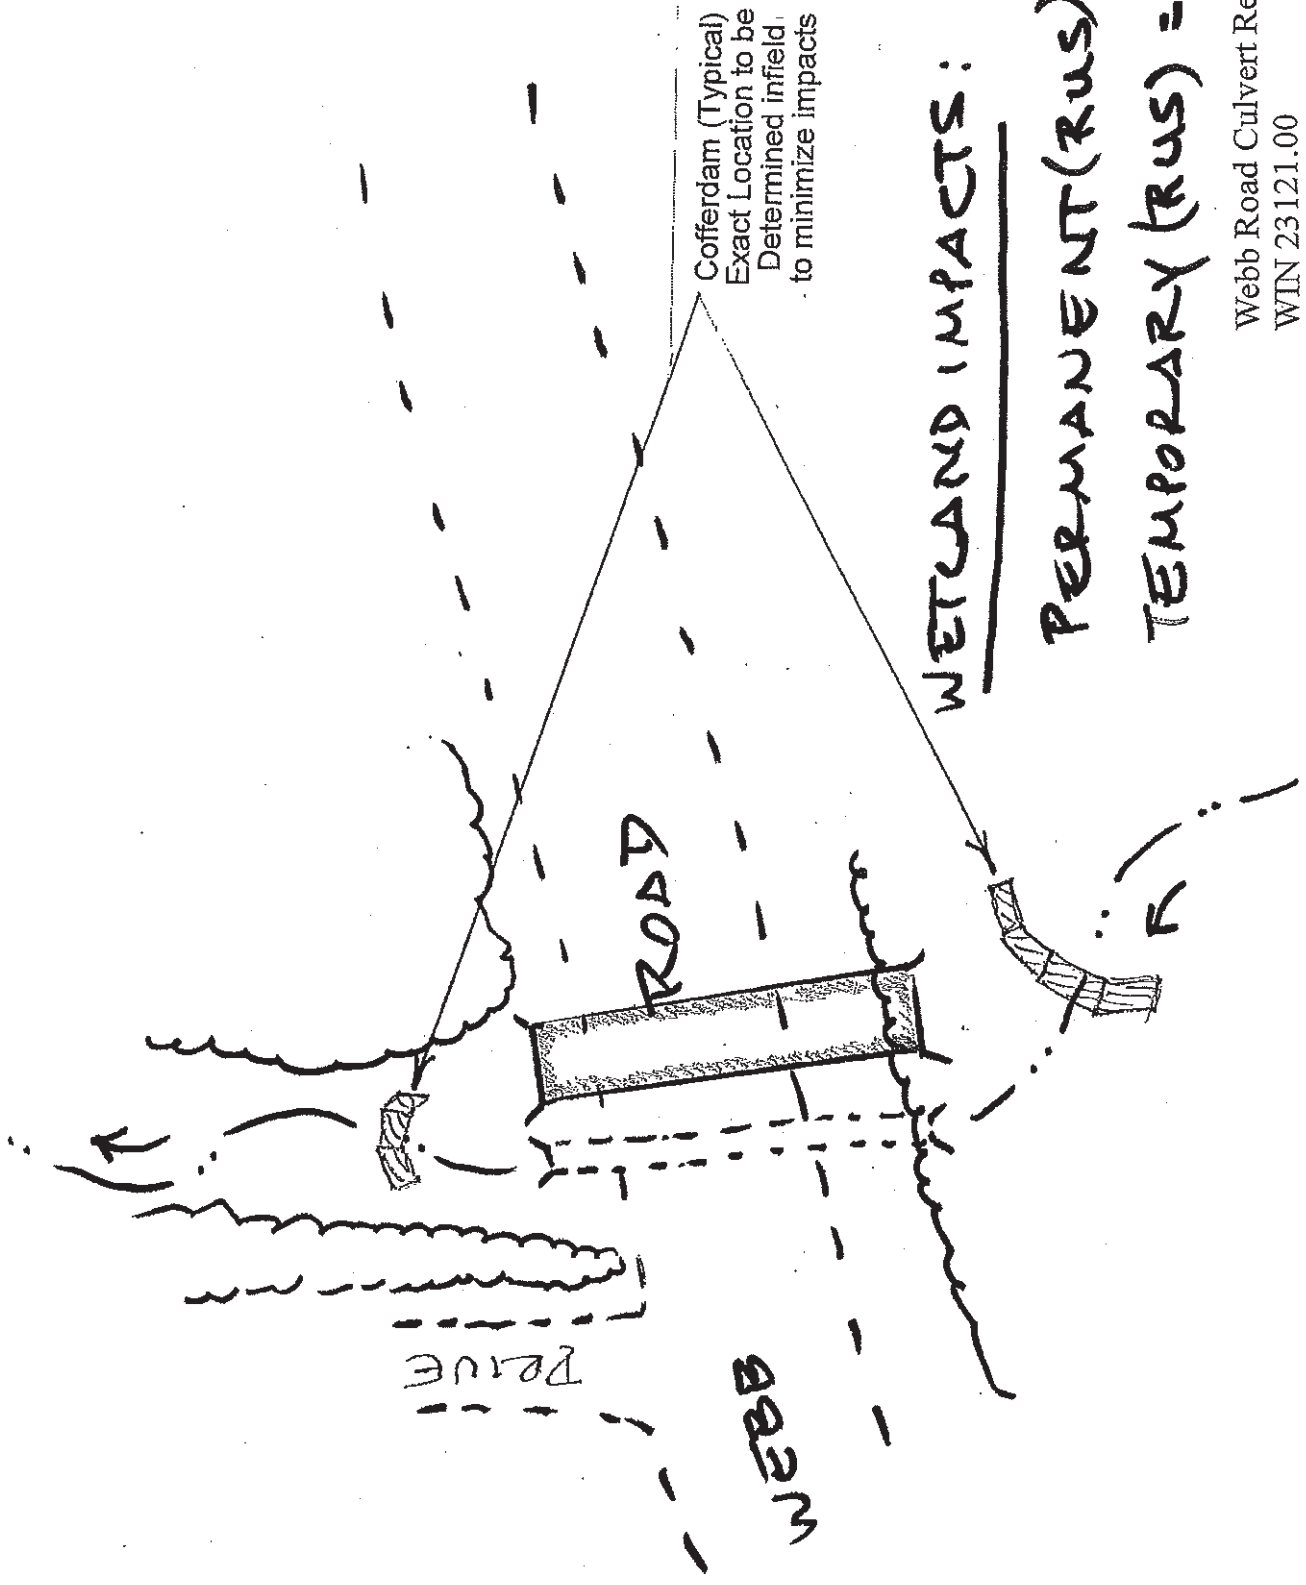 Cofferdam (Typical)
Exact Location to be
Determined infield
to minimize impacts
WEBB
ROAD
DRIVE
WETLAND IMPACTS:
PERMANENT (RUS)
TEMPORARY (RUS) =
Webb Road Culvert Re
WIN 23121.00